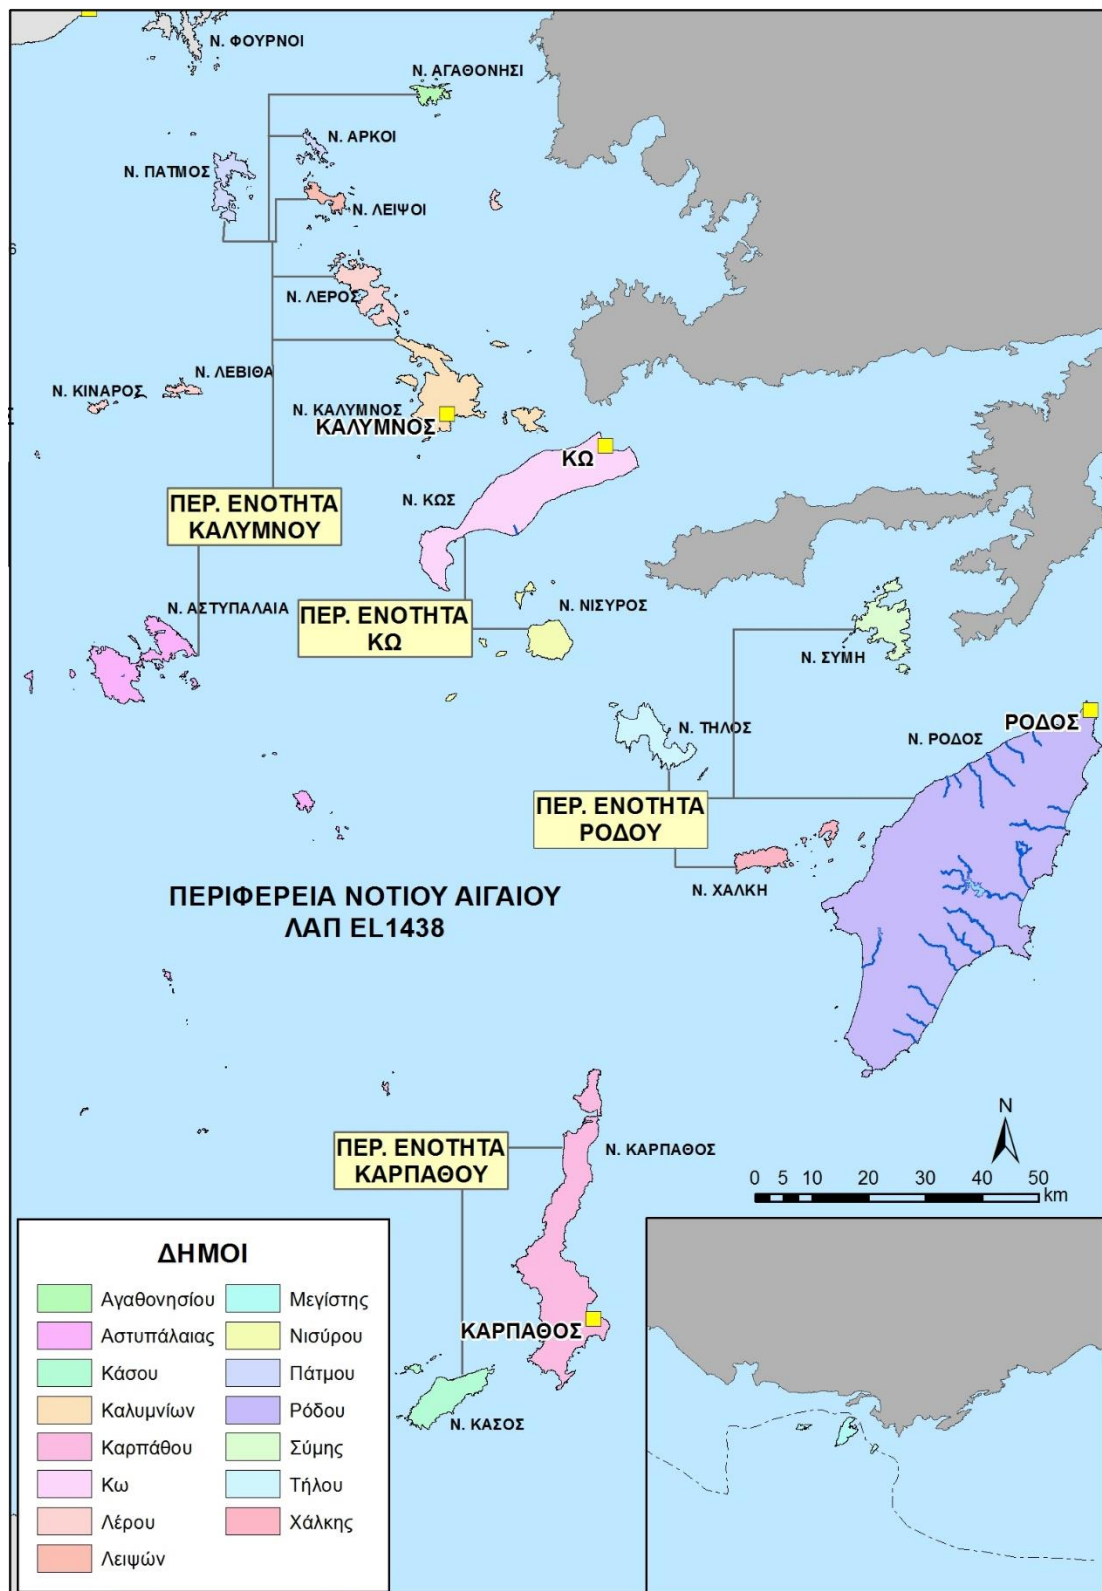 Ν. ΦΟΥΡΝΟΙ
Ν. ΑΓΑΘΟΝΗΣΙ
Ν. ΑΡΚΟΙ
Ν. ΠΑΤΜΟΣ
Ν. ΛΕΙΨΟΙ
Ν. ΛΕΡΟΣ
Ν. ΛΕΒΙΘΑ
Ν. ΚΙΝΑΡΟΣ
Ν. ΚΑΛΥΜΝΟΣ
ΚΑΛΥΜΝΟΣ
ΚΩ
Ν. ΚΩΣ
ΠΕΡ. ΕΝΟΤΗΤΑ
ΚΑΛΥΜΝΟΥ
Ν. ΑΣΤΥΠΑΛΑΙΑ
Ν. ΝΙΣΥΡΟΣ
ΠΕΡ. ΕΝΟΤΗΤΑ
ΚΩ
Ν. ΣΥΜΗ
Ν. ΤΗΛΟΣ
ΡΟΔΟΣ
Ν. ΡΟΔΟΣ
ΠΕΡ. ΕΝΟΤΗΤΑ
ΡΟΔΟΥ
Ν. ΧΑΛΚΗ
ΠΕΡΙΦΕΡΕΙΑ ΝΟΤΙΟΥ ΑΙΓΑΙΟΥ
ΛΑΠ EL1438
ΠΕΡ. ΕΝΟΤΗΤΑ
ΚΑΡΠΑΘΟΥ
Ν. ΚΑΡΠΑΘΟΣ
N
0 5 10 20 30 40 50
km
ΚΑΡΠΑΘΟΣ
Ν. ΚΑΣΟΣ
ΔΗΜΟΙ
Αγαθονησίου
Αστυπάλαιας
Κάσου
Καλυμνίων
Καρπάθου
Κω
Λέρου
Λειψών
Μεγίστης
Νισύρου
Πάτμου
Ρόδου
Σύμης
Τήλου
Χάλκης